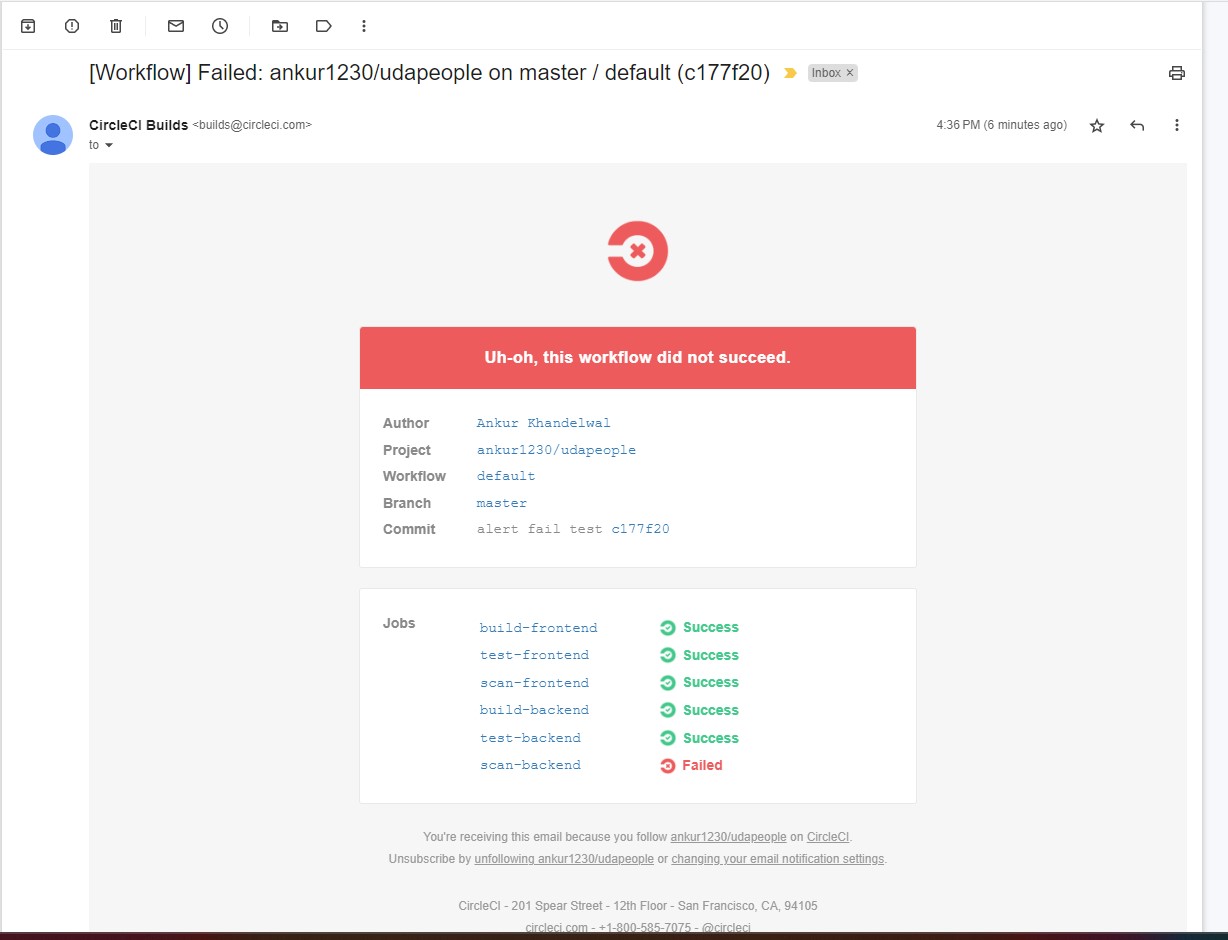 [Workflow] Failed: ankur1230/udapeople on master / default (c177f20) Inbox ×
CircleCI Builds <builds@circleci.com> 4:36 PM (6 minutes ago)
to
Uh-oh, this workflow did not succeed.
Author Ankur Khandelwal
Project ankur1230/udapeople
Workflow default
Branch master
Commit alert fail test c177f20
Jobs build-frontend Success
test-frontend Success
scan-frontend Success
build-backend Success
test-backend Success
scan-backend Failed
You're receiving this email because you follow ankur1230/udapeople on CircleCI.
Unsubscribe by unfollowing ankur1230/udapeople or changing your email notification settings.
CircleCI - 201 Spear Street - 12th Floor - San Francisco, CA, 94105
circleci.com - +1-800-585-7075 - @circleci